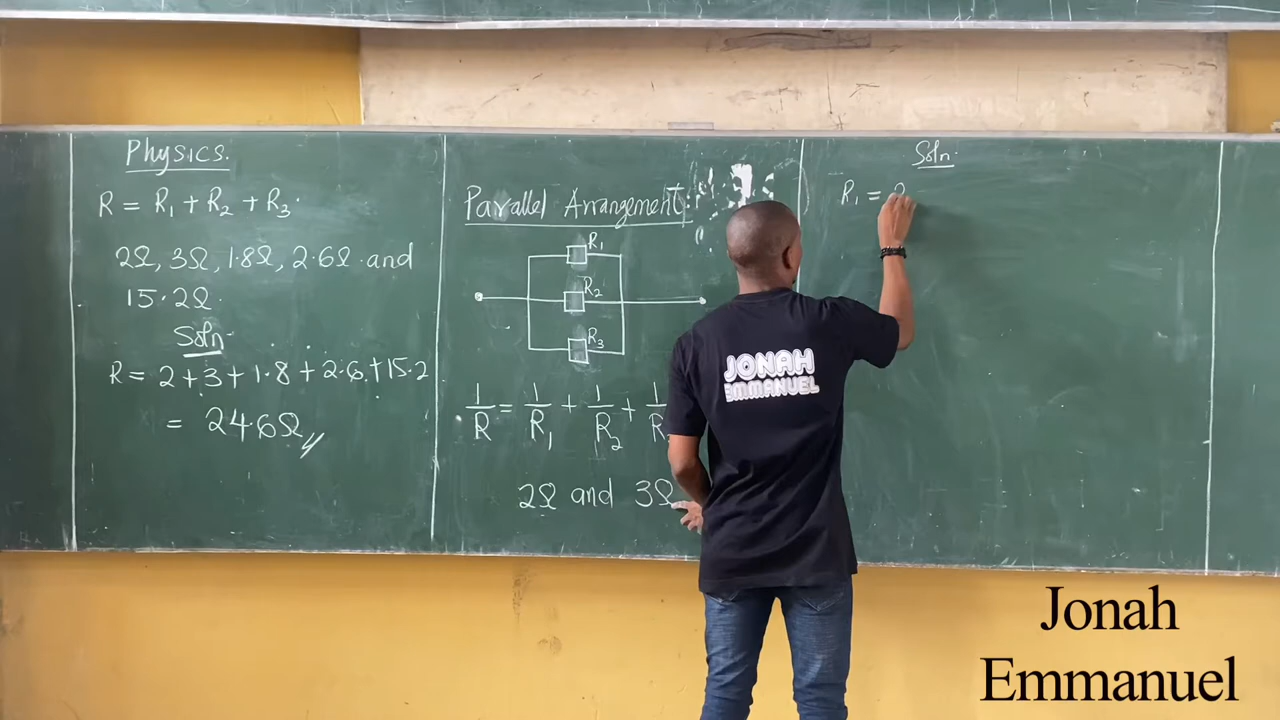 Physics.
R = R₁ + R₂ + R₃.
2Ω, 3Ω, 1.8Ω, 2.6Ω and
15.2Ω.
Soln.
R = 2 + 3 + 1.8 + 2.6 + 15.2
= 24.6Ω
Parallel Arrangement:
R₁
R₂
R₃
1/R = 1/R₁ + 1/R₂ + 1/R
2Ω and 3Ω
Soln.
R₁ =
JONAH
EMMANUEL
Jonah
Emmanuel